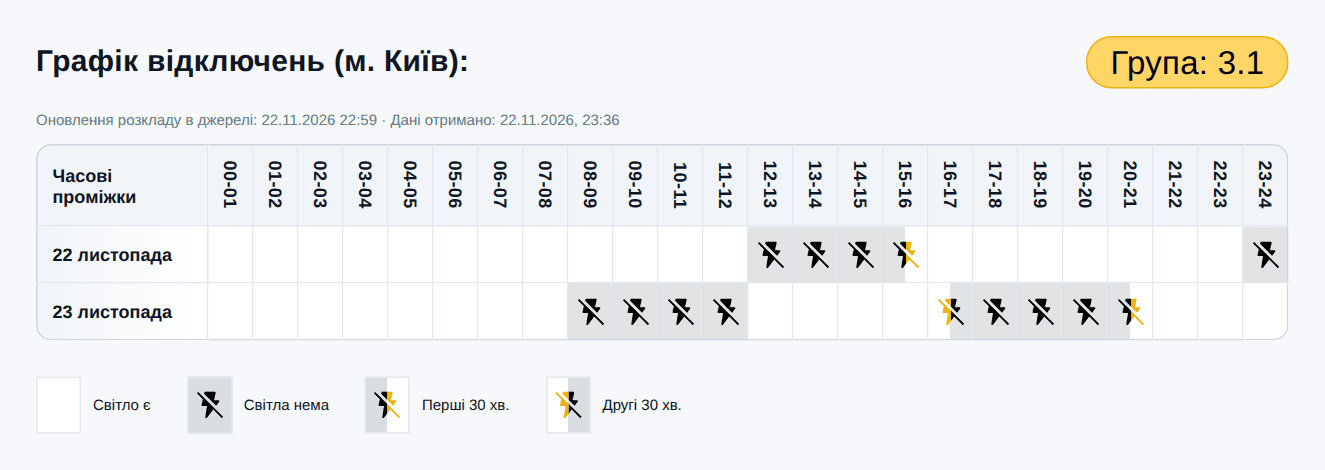 Графік відключень (м. Київ):
Група: 3.1
Оновлення розкладу в джерелі: 22.11.2026 22:59 · Дані отримано: 22.11.2026, 23:36
Часові
проміжки
00-01
01-02
02-03
03-04
04-05
05-06
06-07
07-08
08-09
09-10
10-11
11-12
12-13
13-14
14-15
15-16
16-17
17-18
18-19
19-20
20-21
21-22
22-23
23-24
22 листопада
23 листопада
Світло є
Світла нема
Перші 30 хв.
Другі 30 хв.